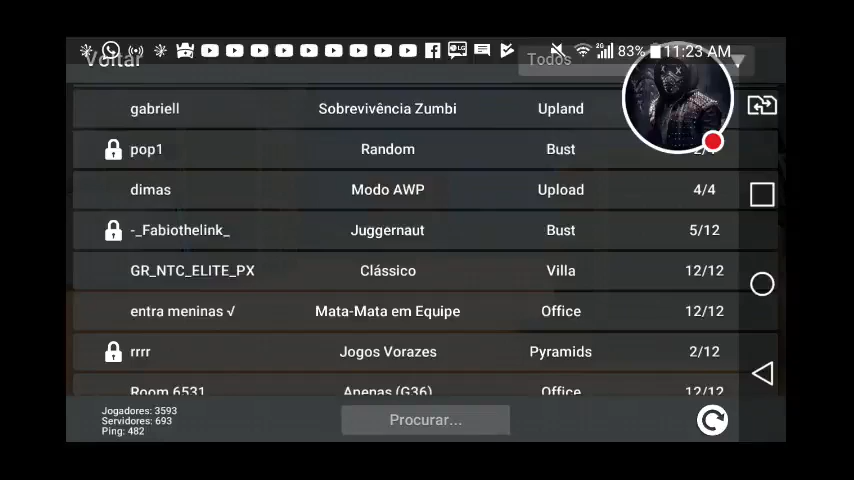 2G 83% 11:23 AM
Voltar Todos
gabriell Sobrevivência Zumbi Upland
pop1 Random Bust 2/4
dimas Modo AWP Upload 4/4
-_Fabiothelink_ Juggernaut Bust 5/12
GR_NTC_ELITE_PX Clássico Villa 12/12
entra meninas √ Mata-Mata em Equipe Office 12/12
rrrr Jogos Vorazes Pyramids 2/12
Room 6531 Apenas (G36) Office 12/12
Jogadores: 3593
Servidores: 693
Ping: 482
Procurar...